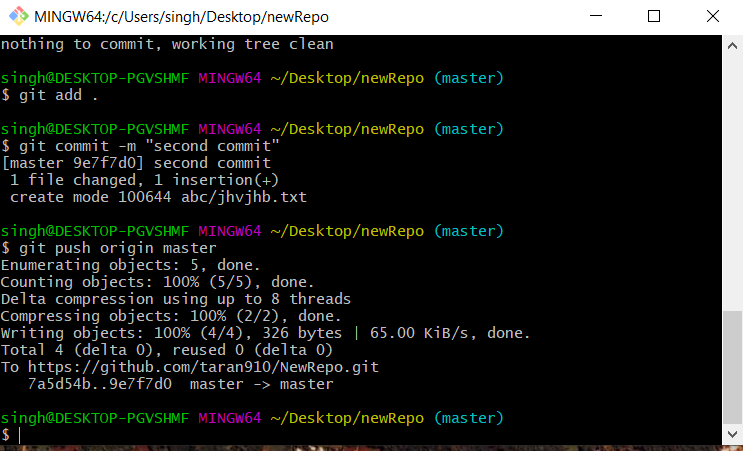 MINGW64:/c/Users/singh/Desktop/newRepo
nothing to commit, working tree clean
singh@DESKTOP-PGVSHMF MINGW64 ~/Desktop/newRepo (master)
$ git add .
singh@DESKTOP-PGVSHMF MINGW64 ~/Desktop/newRepo (master)
$ git commit -m "second commit"
[master 9e7f7d0] second commit
 1 file changed, 1 insertion(+)
 create mode 100644 abc/jhvjhb.txt
singh@DESKTOP-PGVSHMF MINGW64 ~/Desktop/newRepo (master)
$ git push origin master
Enumerating objects: 5, done.
Counting objects: 100% (5/5), done.
Delta compression using up to 8 threads
Compressing objects: 100% (2/2), done.
Writing objects: 100% (4/4), 326 bytes | 65.00 KiB/s, done.
Total 4 (delta 0), reused 0 (delta 0)
To https://github.com/taran910/NewRepo.git
   7a5d54b..9e7f7d0  master -> master
singh@DESKTOP-PGVSHMF MINGW64 ~/Desktop/newRepo (master)
$